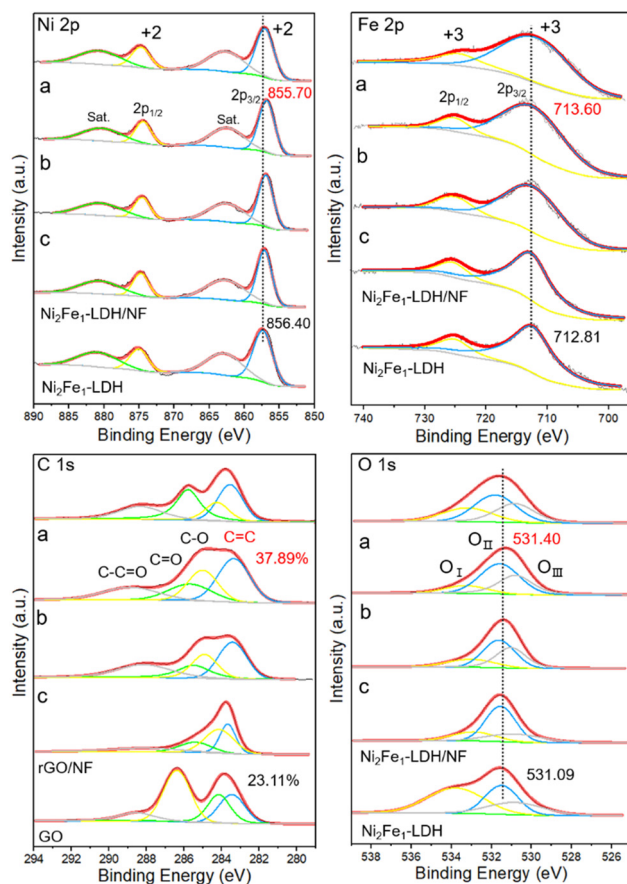 Ni 2p
+2
+2
a
2p3/2
855.70
Sat.
2p1/2
Sat.
b
c
Ni2Fe1-LDH/NF
856.40
Ni2Fe1-LDH
Intensity (a.u.)
890 885 880 875 870 865 860 855 850
Binding Energy (eV)
Fe 2p
+3
+3
a
2p1/2
2p3/2
713.60
b
c
Ni2Fe1-LDH/NF
712.81
Ni2Fe1-LDH
Intensity (a.u.)
740 730 720 710 700
Binding Energy (eV)
C 1s
a
C-C=O
C=O
C-O
C=C
37.89%
b
c
rGO/NF
23.11%
GO
Intensity (a.u.)
294 292 290 288 286 284 282 280
Binding Energy (eV)
O 1s
a
OI
OII
531.40
OIII
b
c
Ni2Fe1-LDH/NF
531.09
Ni2Fe1-LDH
Intensity (a.u.)
538 536 534 532 530 528 526
Binding Energy (eV)